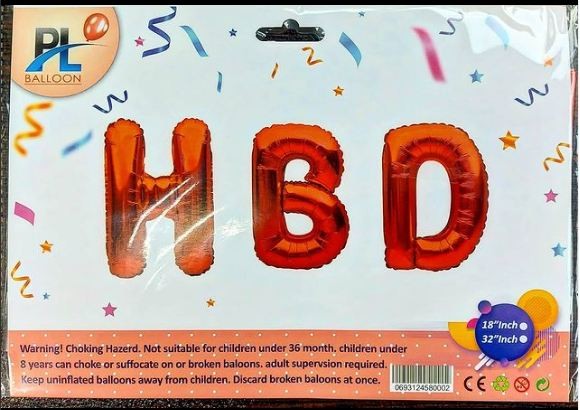 PL
BALLOON
HBD
18"Inch
32"Inch
Warning! Choking Hazerd. Not suitable for children under 36 month, children under
8 years can choke or suffocate on or broken baloons. adult supervsion required.
Keep uninflated balloons away from children. Discard broken baloons at once.
0693124580002
CE